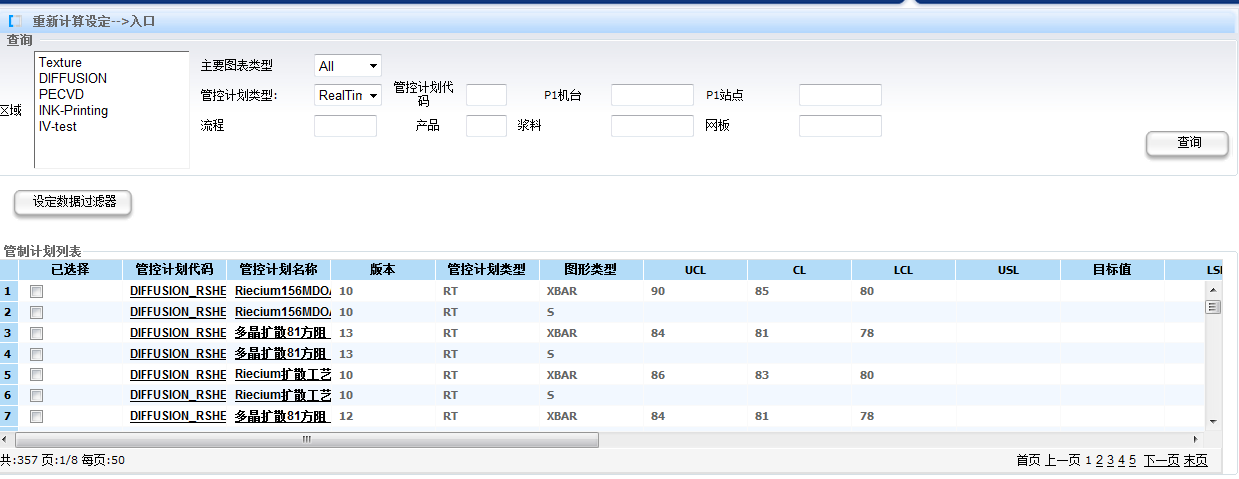 重新计算设定-->入口
查询
区域
Texture
DIFFUSION
PECVD
INK-Printing
IV-test
主要图表类型 All
管控计划类型: RealTin 管控计划代码 P1机台 P1站点
流程 产品 浆料 网板
查询
设定数据过滤器
管制计划列表
已选择 管控计划代码 管控计划名称 版本 管控计划类型 图形类型 UCL CL LCL USL 目标值
1 DIFFUSION_RSHE Riecium156MDO 10 RT XBAR 90 85 80
2 DIFFUSION_RSHE Riecium156MDO 10 RT S
3 DIFFUSION_RSHE 多晶扩散81方阻 13 RT XBAR 84 81 78
4 DIFFUSION_RSHE 多晶扩散81方阻 13 RT S
5 DIFFUSION_RSHE Riecium扩散工艺 10 RT XBAR 86 83 80
6 DIFFUSION_RSHE Riecium扩散工艺 10 RT S
7 DIFFUSION_RSHE 多晶扩散81方阻 12 RT XBAR 84 81 78
共:357 页:1/8 每页:50 首页 上一页 1 2 3 4 5 下一页 末页